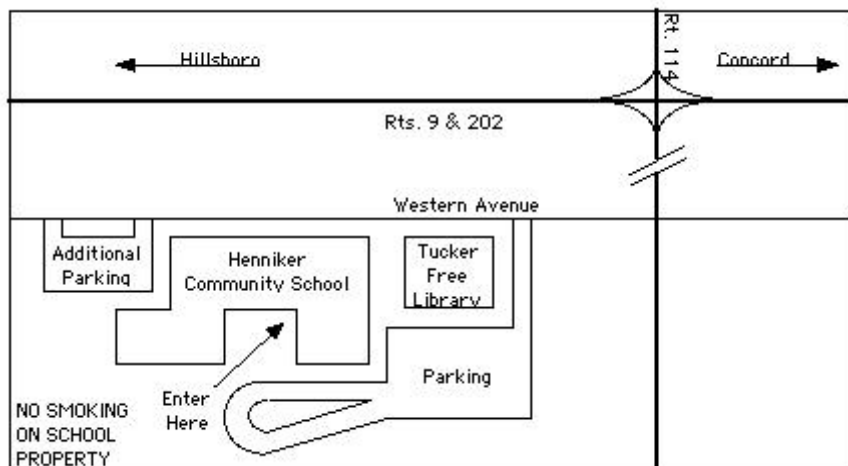 Hillsboro
Rt. 114
Concord
Rts. 9 & 202
Western Avenue
Additional
Parking
Henniker
Community School
Tucker
Free
Library
Parking
Enter
Here
NO SMOKING
ON SCHOOL
PROPERTY